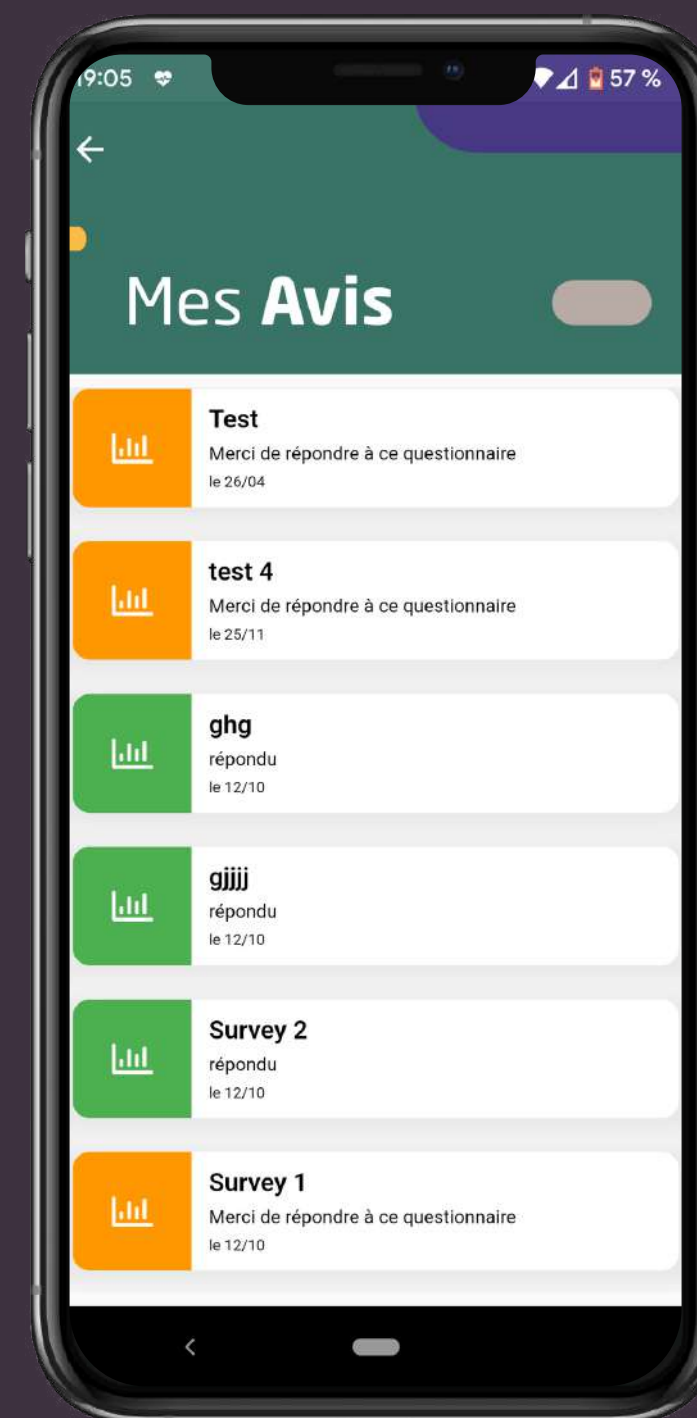 19:05
57 %
Mes Avis
Test
Merci de répondre à ce questionnaire
le 26/04
test 4
Merci de répondre à ce questionnaire
le 25/11
ghg
répondu
le 12/10
gjjjj
répondu
le 12/10
Survey 2
répondu
le 12/10
Survey 1
Merci de répondre à ce questionnaire
le 12/10